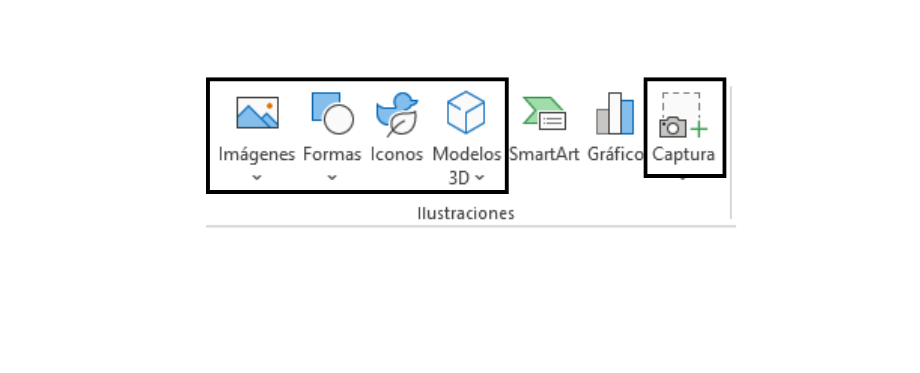 Imágenes Formas Iconos Modelos SmartArt Gráfico Captura
3D
Ilustraciones